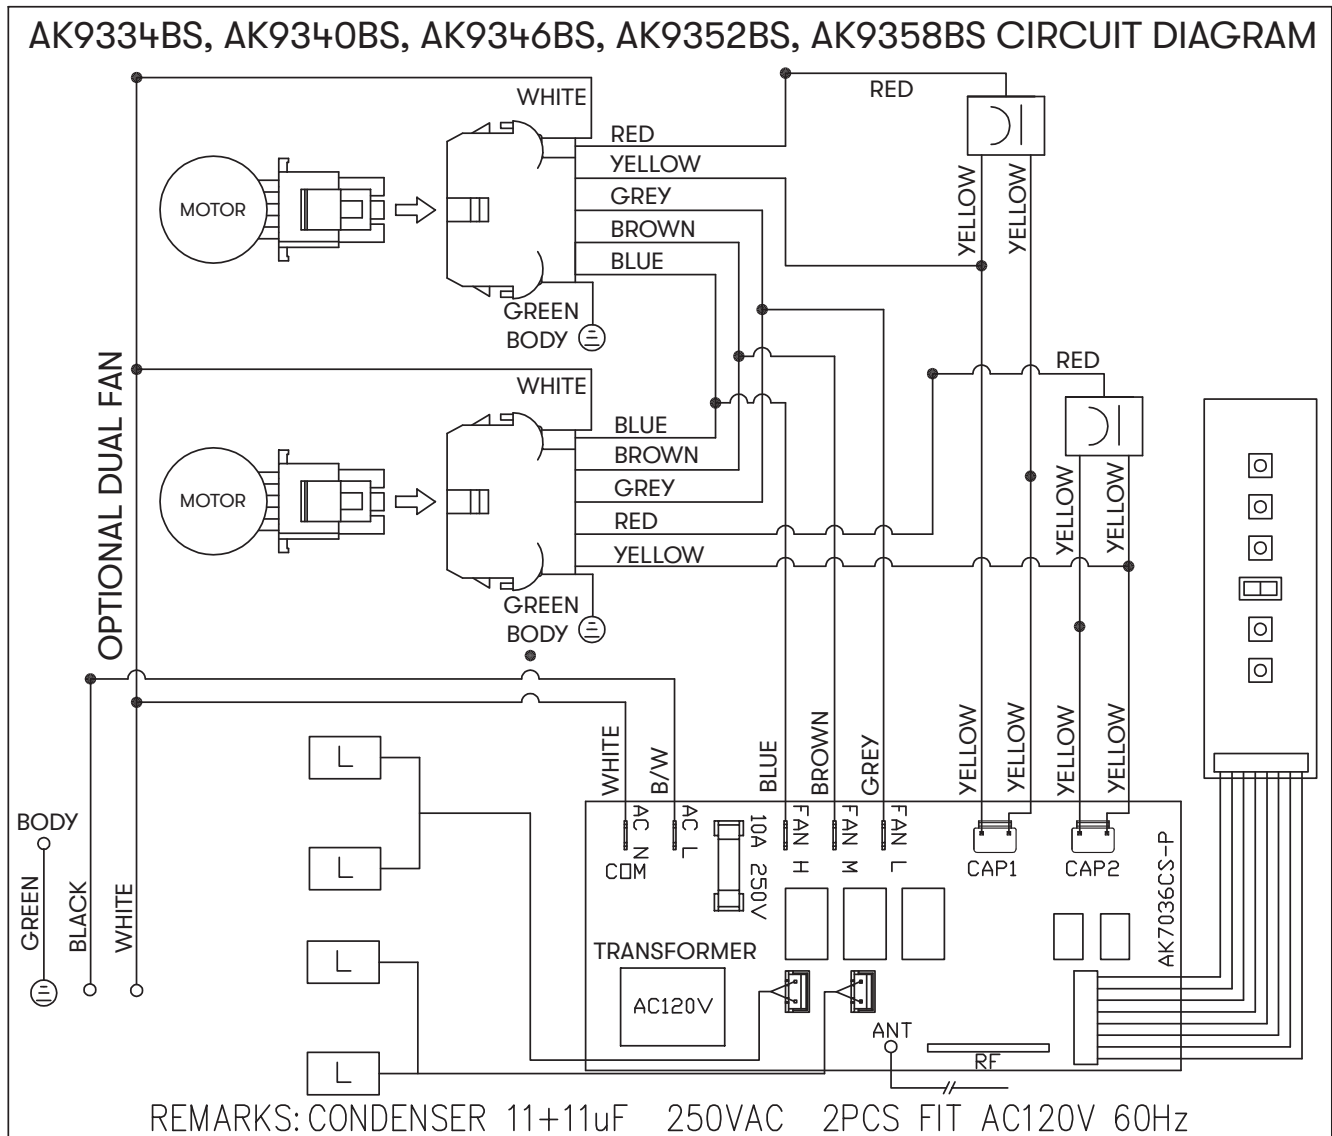 AK9334BS, AK9340BS, AK9346BS, AK9352BS, AK9358BS CIRCUIT DIAGRAM
WHITE
RED
YELLOW
GREY
BROWN
BLUE
GREEN
BODY
MOTOR
RED
YELLOW
YELLOW
OPTIONAL DUAL FAN
WHITE
BLUE
BROWN
GREY
RED
YELLOW
GREEN
BODY
MOTOR
RED
YELLOW
YELLOW
WHITE
B/W/B
BLUE
BROWN
GREY
YELLOW
YELLOW
YELLOW
YELLOW
L
L
L
L
BODY
GREEN
BLACK
WHITE
AC N
COM
AC L
10A 250V
FAN H
FAN M
FAN L
CAP1
CAP2
AK7036CS-P
TRANSFORMER
AC120V
ANT
RF
REMARKS: CONDENSER 11+11uF 250VAC 2PCS FIT AC120V 60Hz